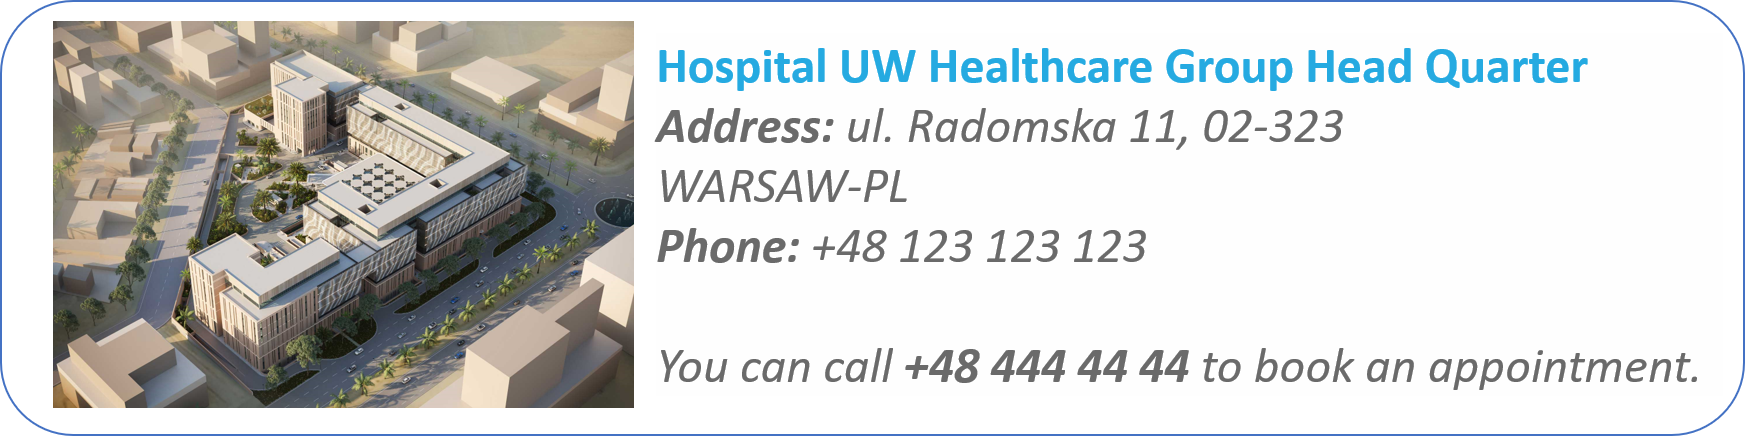 Hospital UW Healthcare Group Head Quarter
Address: ul. Radomska 11, 02-323
WARSAW-PL
Phone: +48 123 123 123
You can call +48 444 44 44 to book an appointment.